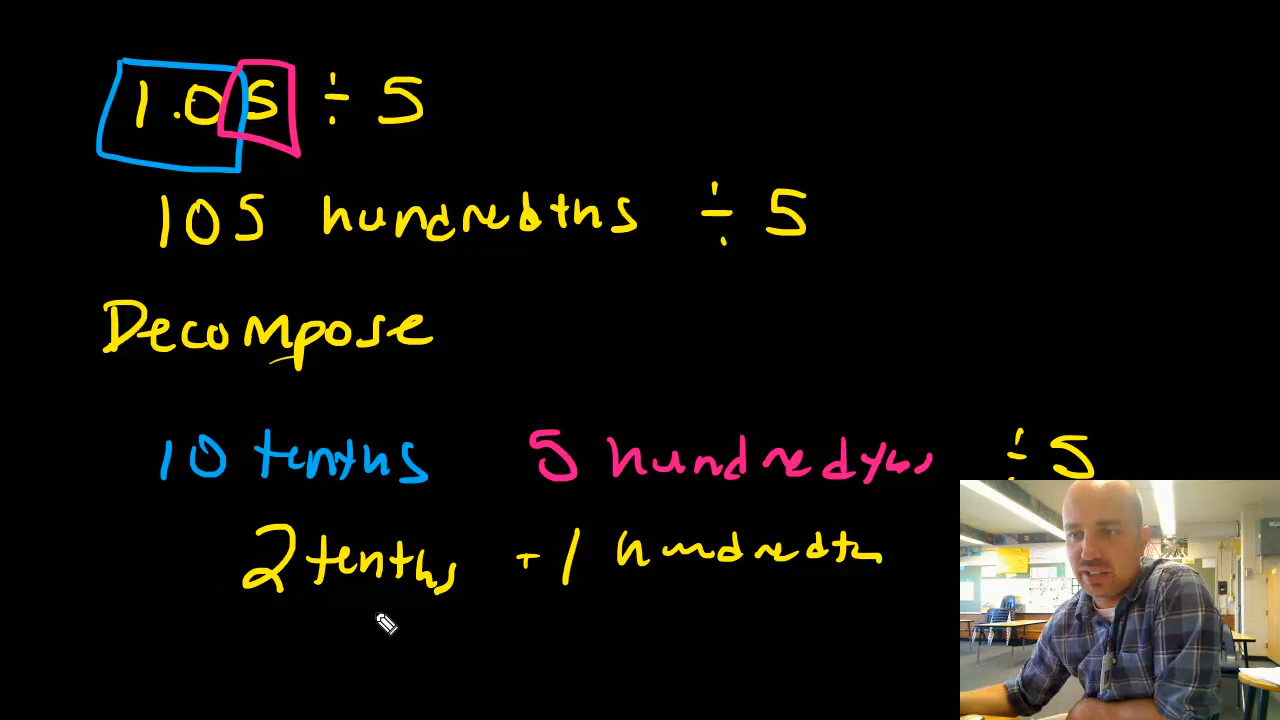 1.05 ÷ 5
105 hundredths ÷ 5
Decompose
10 tenths 5 hundredths ÷ 5
2 tenths + 1 hundredth